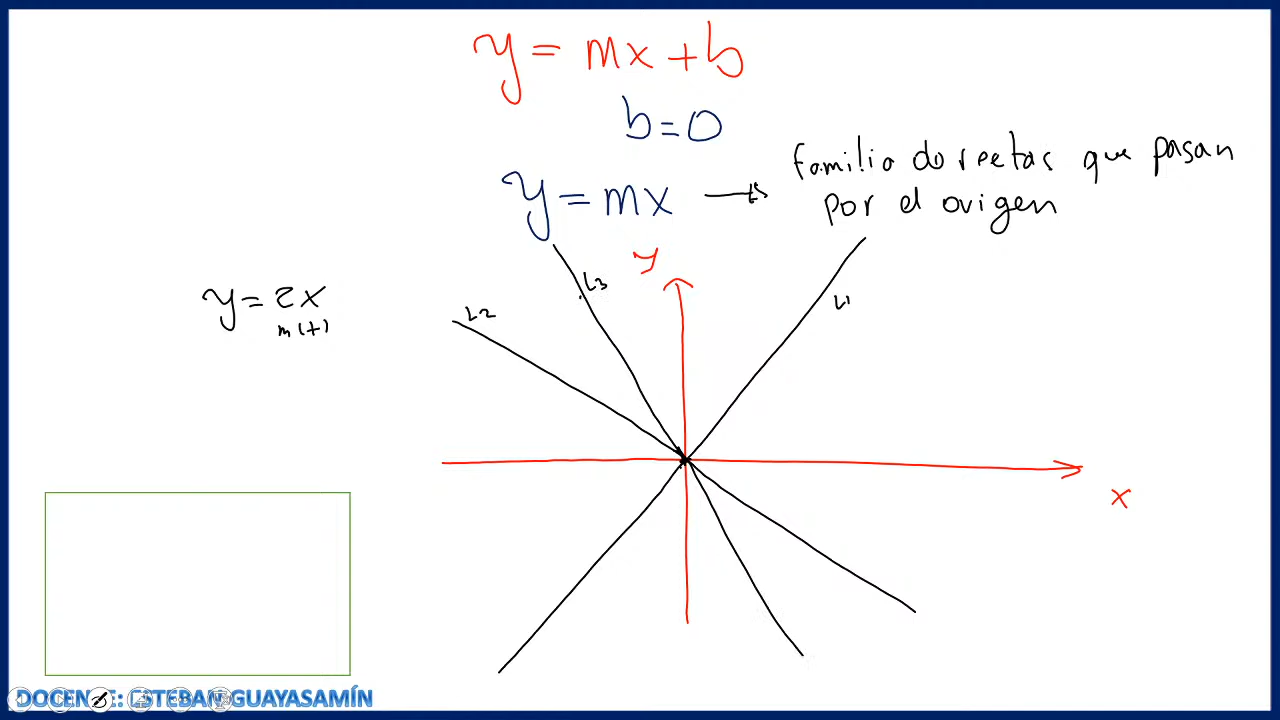 y = mx + b
b = 0
y = mx → familia de rectas que pasan
por el origen
y
L3
L1
L2
y = 2x
m(+)
x
DOCENTE: ESTEBAN GUAYASAMÍN